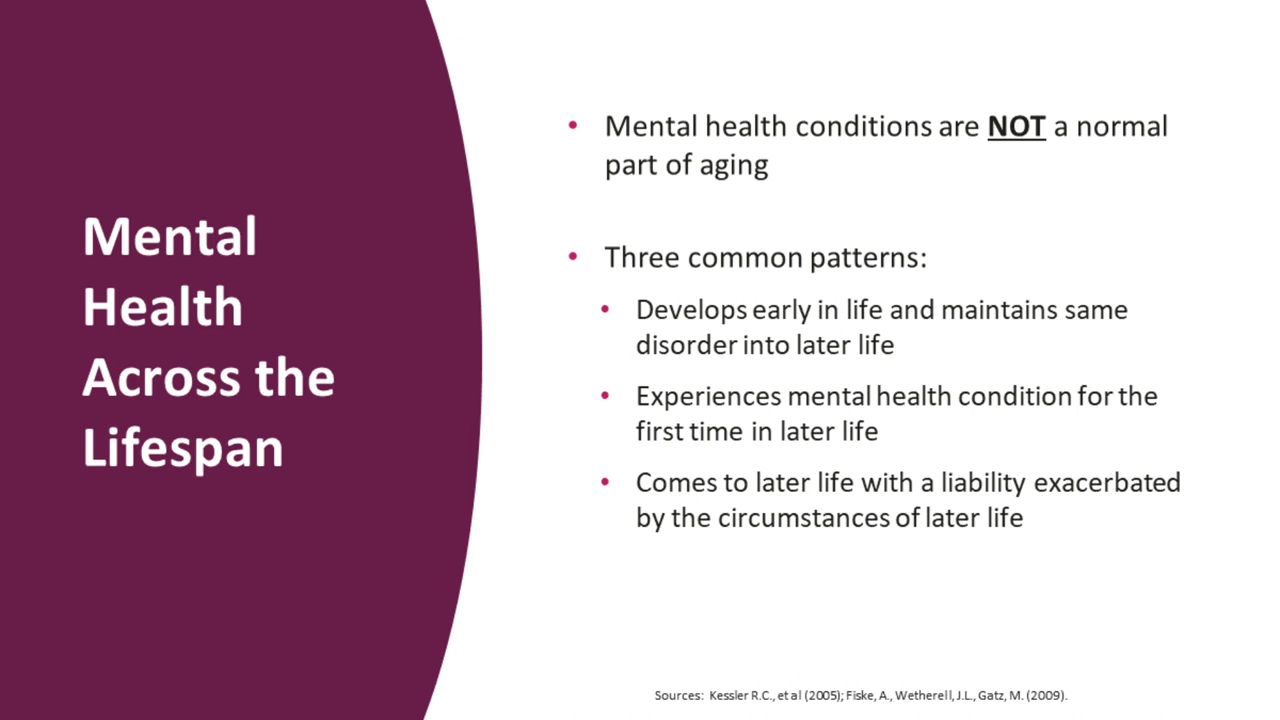 Mental
Health
Across the
Lifespan
• Mental health conditions are NOT a normal
part of aging
• Three common patterns:
• Develops early in life and maintains same
disorder into later life
• Experiences mental health condition for the
first time in later life
• Comes to later life with a liability exacerbated
by the circumstances of later life
Sources: Kessler R.C., et al (2005); Fiske, A., Wetherell, J.L., Gatz, M. (2009).